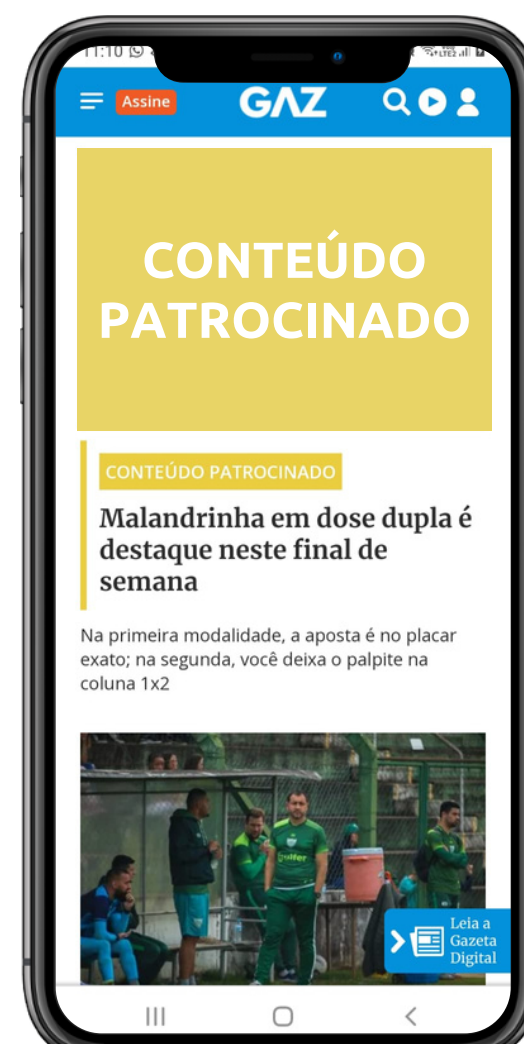 11:10
Assine
GAZ
CONTEÚDO
PATROCINADO
CONTEÚDO PATROCINADO
Malandrinha em dose dupla é
destaque neste final de
semana
Na primeira modalidade, a aposta é no placar
exato; na segunda, você deixa o palpite na
coluna 1x2
Leia a
Gazeta
Digital